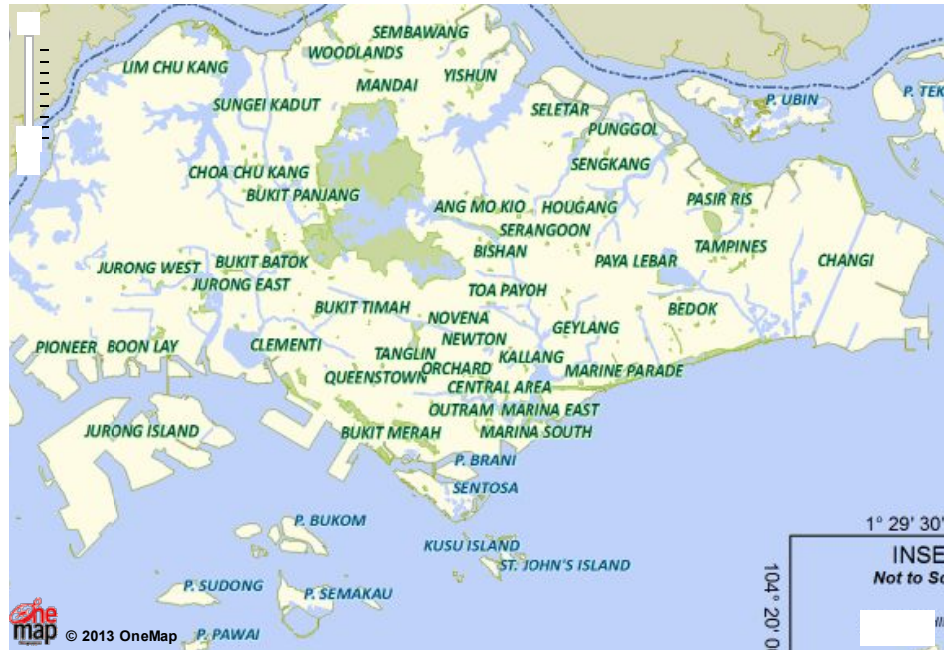 SEMBAWANG
WOODLANDS
LIM CHU KANG
MANDAI
YISHUN
SUNGEI KADUT
SELETAR
P. UBIN
P. TEK
PUNGGOL
SENGKANG
CHOA CHU KANG
BUKIT PANJANG
ANG MO KIO
HOUGANG
PASIR RIS
SERANGOON
BISHAN
TAMPINES
PAYA LEBAR
CHANGI
JURONG WEST
BUKIT BATOK
JURONG EAST
TOA PAYOH
BUKIT TIMAH
NOVENA
BEDOK
GEYLANG
PIONEER
BOON LAY
CLEMENTI
NEWTON
TANGLIN
KALLANG
ORCHARD
QUEENSTOWN
MARINE PARADE
CENTRAL AREA
OUTRAM
MARINA EAST
JURONG ISLAND
BUKIT MERAH
MARINA SOUTH
P. BRANI
SENTOSA
P. BUKOM
1° 29' 30'
KUSU ISLAND
INSE
ST. JOHN'S ISLAND
Not to Sc
104° 20' 0
P. SUDONG
P. SEMAKAU
One
map
© 2013 OneMap
P. PAWAI